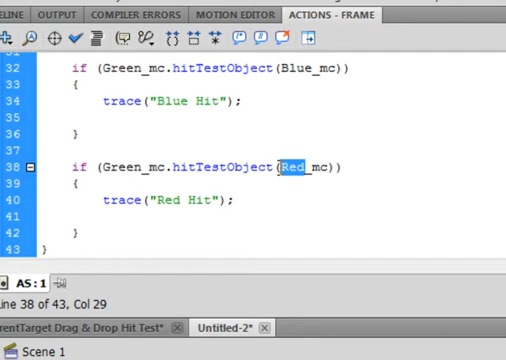 ELINE OUTPUT COMPILER ERRORS MOTION EDITOR ACTIONS - FRAME
32 if (Green_mc.hitTestObject(Blue_mc))
33 {
34 trace("Blue Hit");
35
36 }
37
38 if (Green_mc.hitTestObject(Red_mc))
39 {
40 trace("Red Hit");
41
42 }
43 }
AS:1
ine 38 of 43, Col 29
rentTarget Drag & Drop Hit Test* Untitled-2*
Scene 1